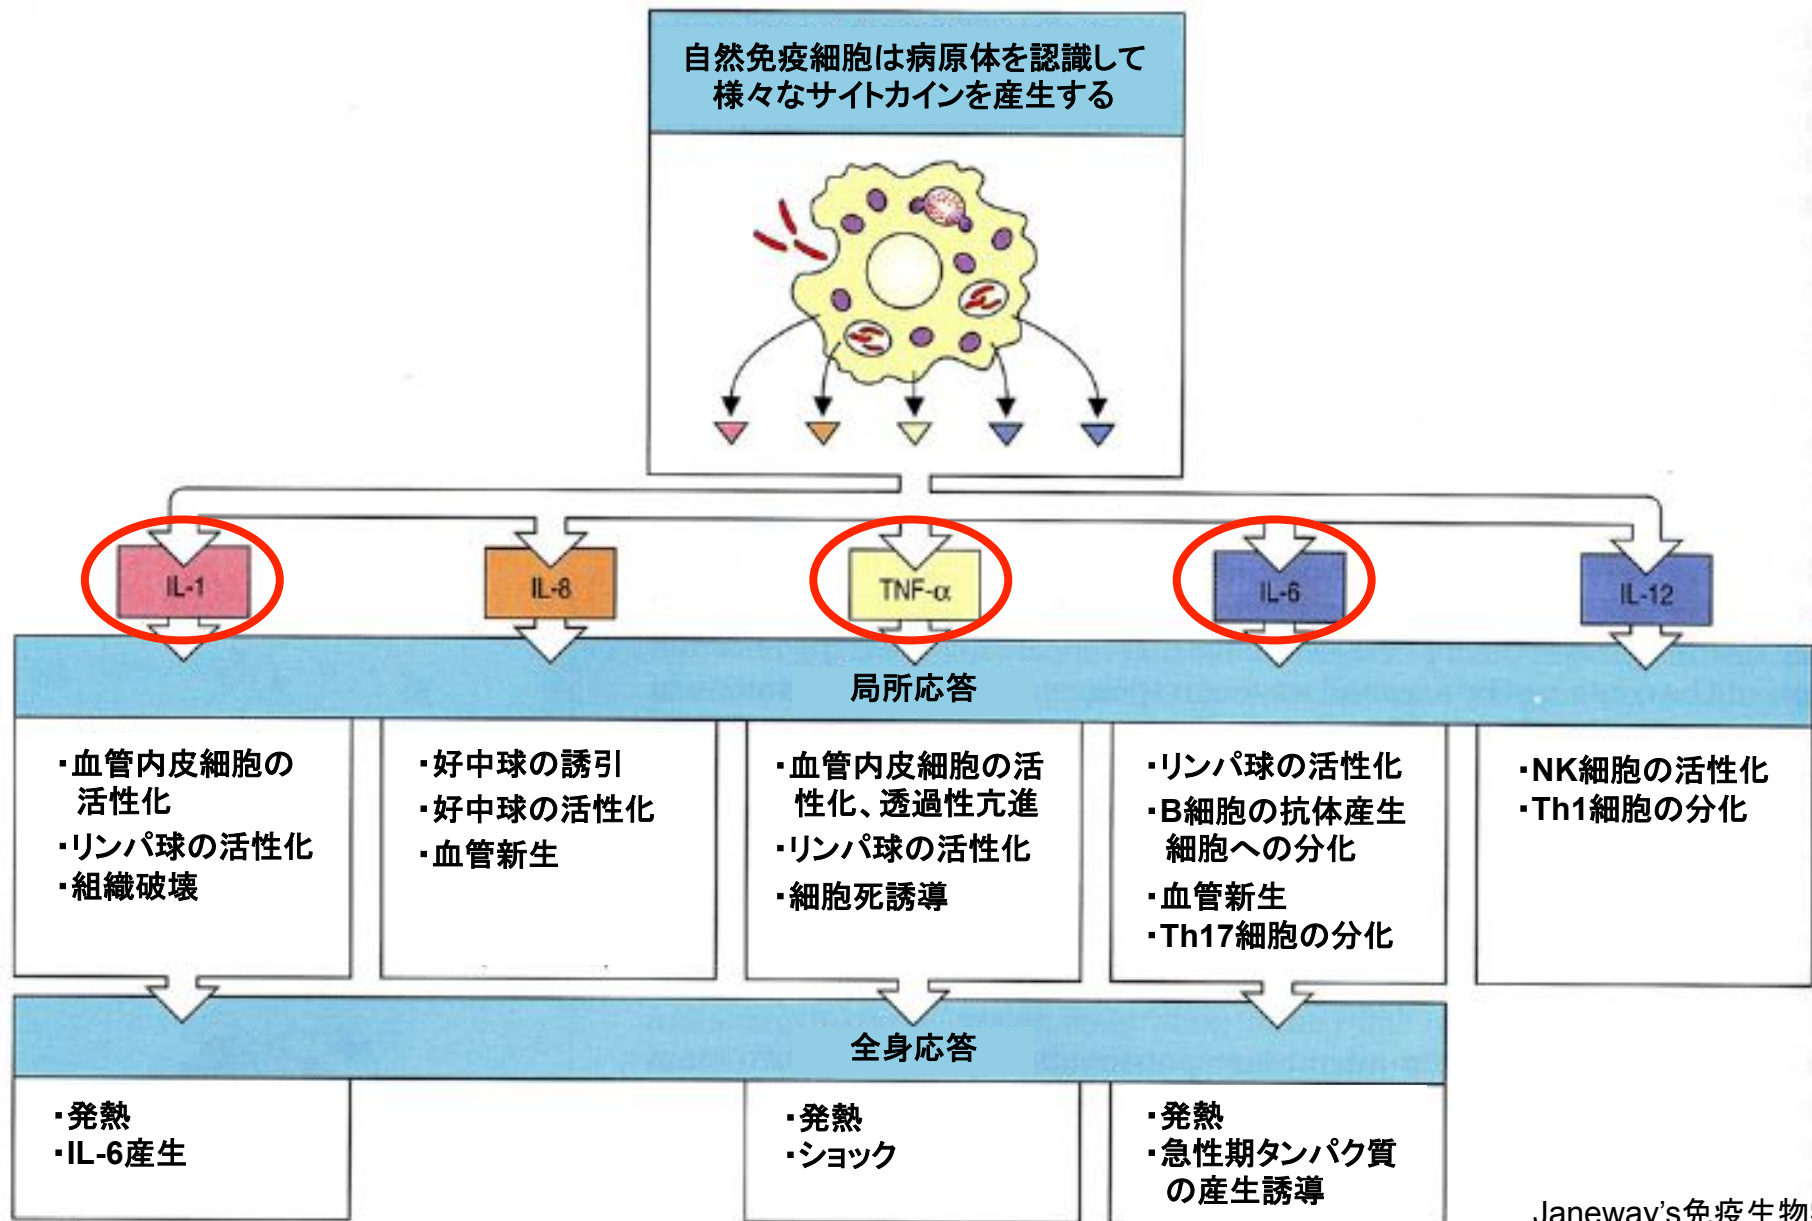 自然免疫細胞は病原体を認識して
様々なサイトカインを産生する
IL-1
IL-8
TNF-α
IL-6
IL-12
局所応答
・血管内皮細胞の
活性化
・リンパ球の活性化
・組織破壊
・好中球の誘引
・好中球の活性化
・血管新生
・血管内皮細胞の活
性化、透過性亢進
・リンパ球の活性化
・細胞死誘導
・リンパ球の活性化
・B細胞の抗体産生
細胞への分化
・血管新生
・Th17細胞の分化
・NK細胞の活性化
・Th1細胞の分化
全身応答
・発熱
・IL-6産生
・発熱
・ショック
・発熱
・急性期タンパク質
の産生誘導
Janeway's免疫生物